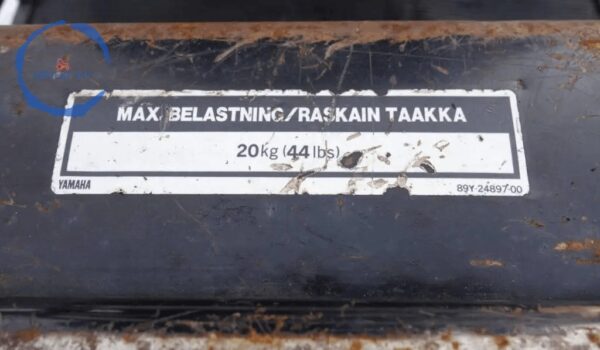 MAX. BELASTNING/RASKAIN TAAKKA
20kg (44lbs)
YAMAHA 89Y-24897-00